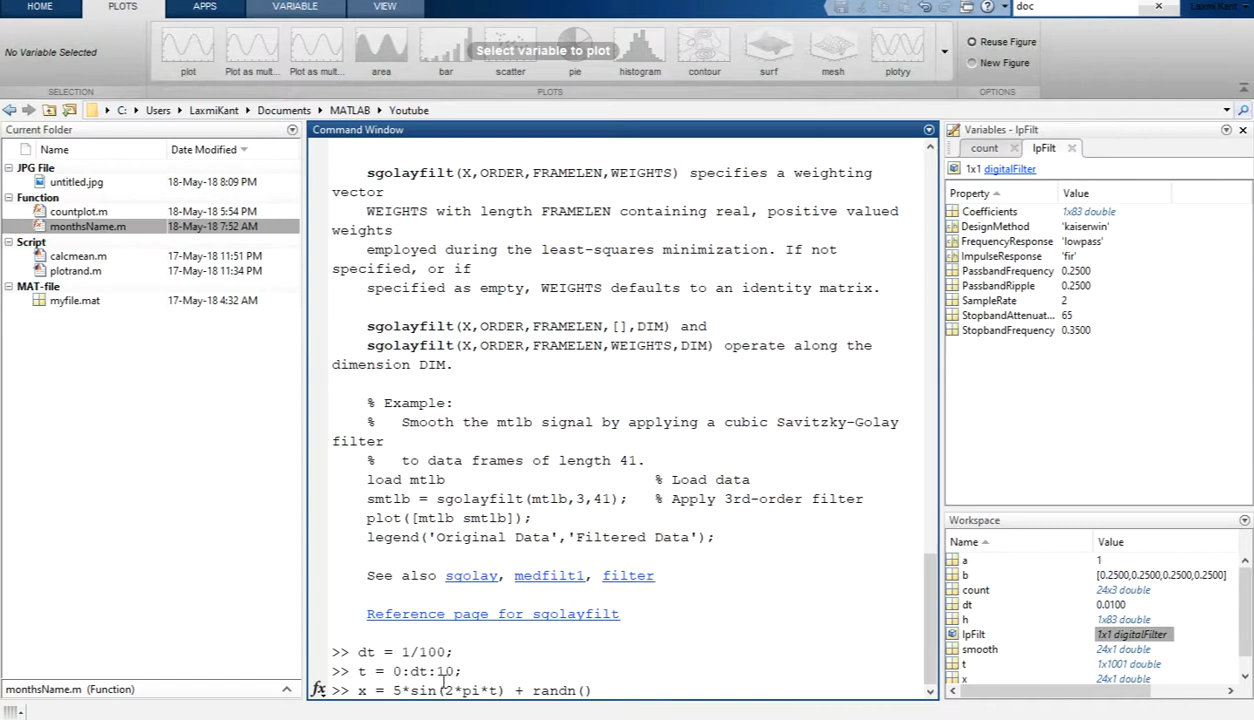 HOME PLOTS APPS VARIABLE VIEW doc Laxmi Kant
No Variable Selected
Select variable to plot
plot Plot as mult... Plot as mult... area bar scatter pie histogram contour surf mesh plotyy
Reuse Figure
New Figure
SELECTION PLOTS OPTIONS
C: Users LaxmiKant Documents MATLAB Youtube
Current Folder
Name Date Modified
JPG File
untitled.jpg 18-May-18 8:09 PM
Function
countplot.m 18-May-18 5:54 PM
monthsName.m 18-May-18 7:52 AM
Script
calcmean.m 17-May-18 11:51 PM
plotrand.m 17-May-18 11:34 PM
MAT-file
myfile.mat 17-May-18 4:32 AM
monthsName.m (Function)
Command Window
sgolayfilt(X,ORDER,FRAMELEN,WEIGHTS) specifies a weighting
vector
WEIGHTS with length FRAMELEN containing real, positive valued
weights
employed during the least-squares minimization. If not
specified, or if
specified as empty, WEIGHTS defaults to an identity matrix.
sgolayfilt(X,ORDER,FRAMELEN,[],DIM) and
sgolayfilt(X,ORDER,FRAMELEN,WEIGHTS,DIM) operate along the
dimension DIM.
% Example:
% Smooth the mtlb signal by applying a cubic Savitzky-Golay
filter
% to data frames of length 41.
load mtlb % Load data
smtlb = sgolayfilt(mtlb,3,41); % Apply 3rd-order filter
plot([mtlb smtlb]);
legend('Original Data','Filtered Data');
See also sgolay, medfilt1, filter
Reference page for sgolayfilt
>> dt = 1/100;
>> t = 0:dt:10;
fx >> x = 5*sin(2*pi*t) + randn()
Variables - lpFilt
count lpFilt
1x1 digitalFilter
Property Value
Coefficients 1x83 double
DesignMethod 'kaiserwin'
FrequencyResponse 'lowpass'
ImpulseResponse 'fir'
PassbandFrequency 0.2500
PassbandRipple 0.2500
SampleRate 2
StopbandAttenuat... 65
StopbandFrequency 0.3500
Workspace
Name Value
a 1
b [0.2500,0.2500,0.2500,0.2500]
count 24x3 double
dt 0.0100
h 1x83 double
lpFilt 1x1 digitalFilter
smooth 24x1 double
t 1x1001 double
x 24x1 double